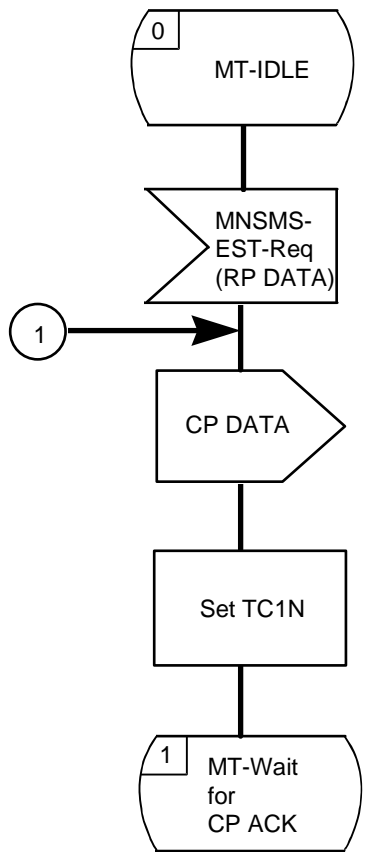 0
MT-IDLE
MNSMS-
EST-Req
(RP DATA)
1
CP DATA
Set TC1N
1
MT-Wait
for
CP ACK